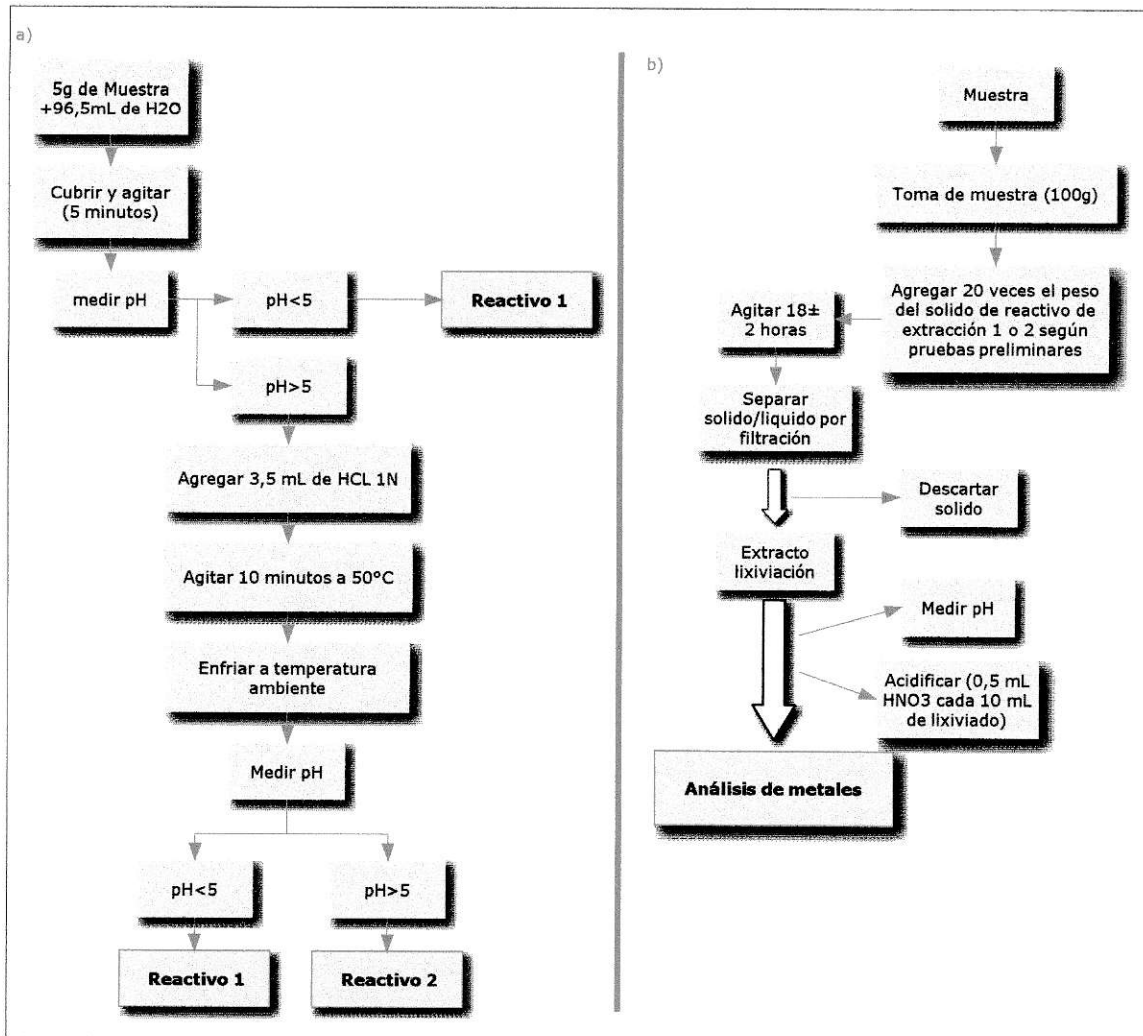 a)
5g de Muestra
+96,5mL de H2O
Cubrir y agitar
(5 minutos)
medir pH
pH<5
Reactivo 1
pH>5
Agregar 3,5 mL de HCL 1N
Agitar 10 minutos a 50ºC
Enfriar a temperatura
ambiente
Medir pH
pH<5
pH>5
Reactivo 1
Reactivo 2
b)
Muestra
Toma de muestra (100g)
Agregar 20 veces el peso
del solido de reactivo de
extracción 1 o 2 según
pruebas preliminares
Agitar 18±
2 horas
Separar
solido/liquido por
filtración
Descartar
solido
Extracto
lixiviación
Medir pH
Acidificar (0,5 mL
HNO3 cada 10 mL
de lixiviado)
Análisis de metales